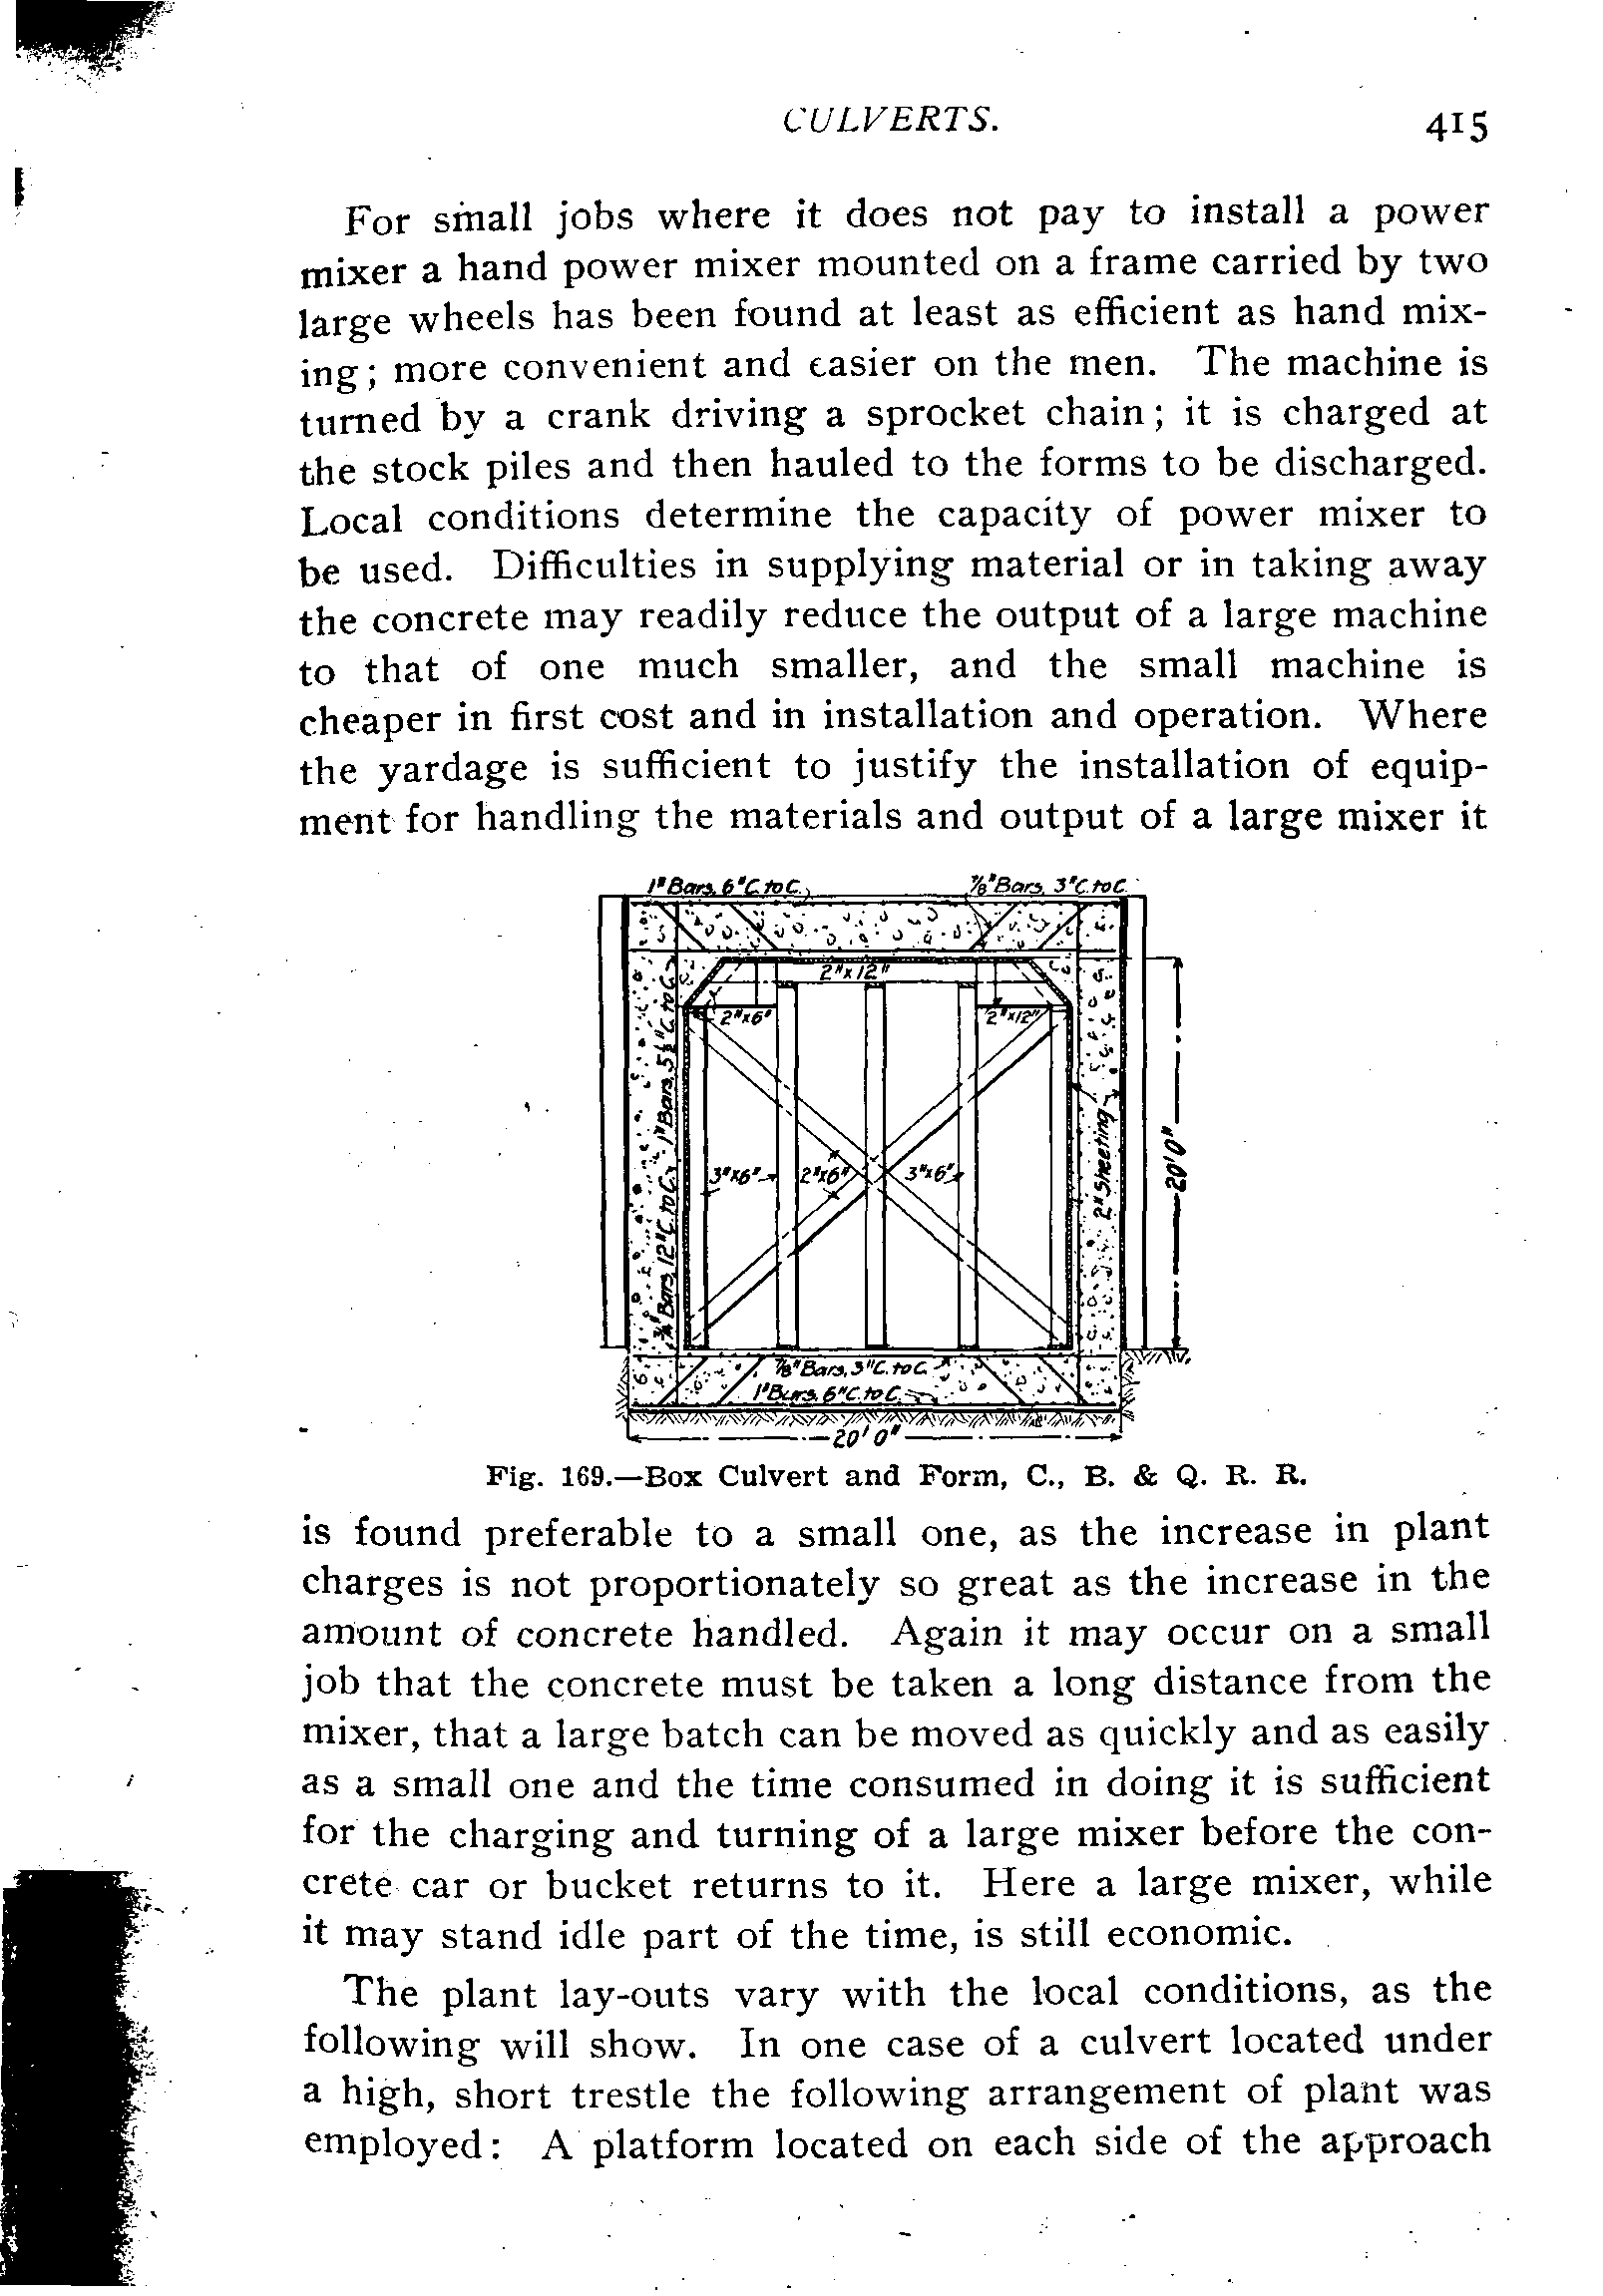 CULVERTS.
415
For small jobs where it does not pay to install a power
mixer a hand power mixer mounted on a frame carried by two
large wheels has been found at least as efficient as hand mix-
ing; more convenient and easier on the men. The machine is
turned by a crank driving a sprocket chain; it is charged at
the stock piles and then hauled to the forms to be discharged.
Local conditions determine the capacity of power mixer to
be used. Difficulties in supplying material or in taking away
the concrete may readily reduce the output of a large machine
to that of one much smaller, and the small machine is
cheaper in first cost and in installation and operation. Where
the yardage is sufficient to justify the installation of equip-
ment for handling the materials and output of a large mixer it
1" Bars, 6" C. to C.
7/8" Bars, 3" C. to C.
2"x12"
2"x6"
2"x12"
1" Bars, 5½" C. to C.
3/4" Bars, 12" C. to C.
3"x6"
2"x6"
3"x6"
2" Sheeting
20'0"
7/8" Bars, 3" C. to C.
1" Bars, 6" C. to C.
20'0"
Fig. 169.—Box Culvert and Form, C., B. & Q. R. R.
is found preferable to a small one, as the increase in plant
charges is not proportionately so great as the increase in the
amount of concrete handled. Again it may occur on a small
job that the concrete must be taken a long distance from the
mixer, that a large batch can be moved as quickly and as easily
as a small one and the time consumed in doing it is sufficient
for the charging and turning of a large mixer before the con-
crete car or bucket returns to it. Here a large mixer, while
it may stand idle part of the time, is still economic.
The plant lay-outs vary with the local conditions, as the
following will show. In one case of a culvert located under
a high, short trestle the following arrangement of plant was
employed: A platform located on each side of the approach